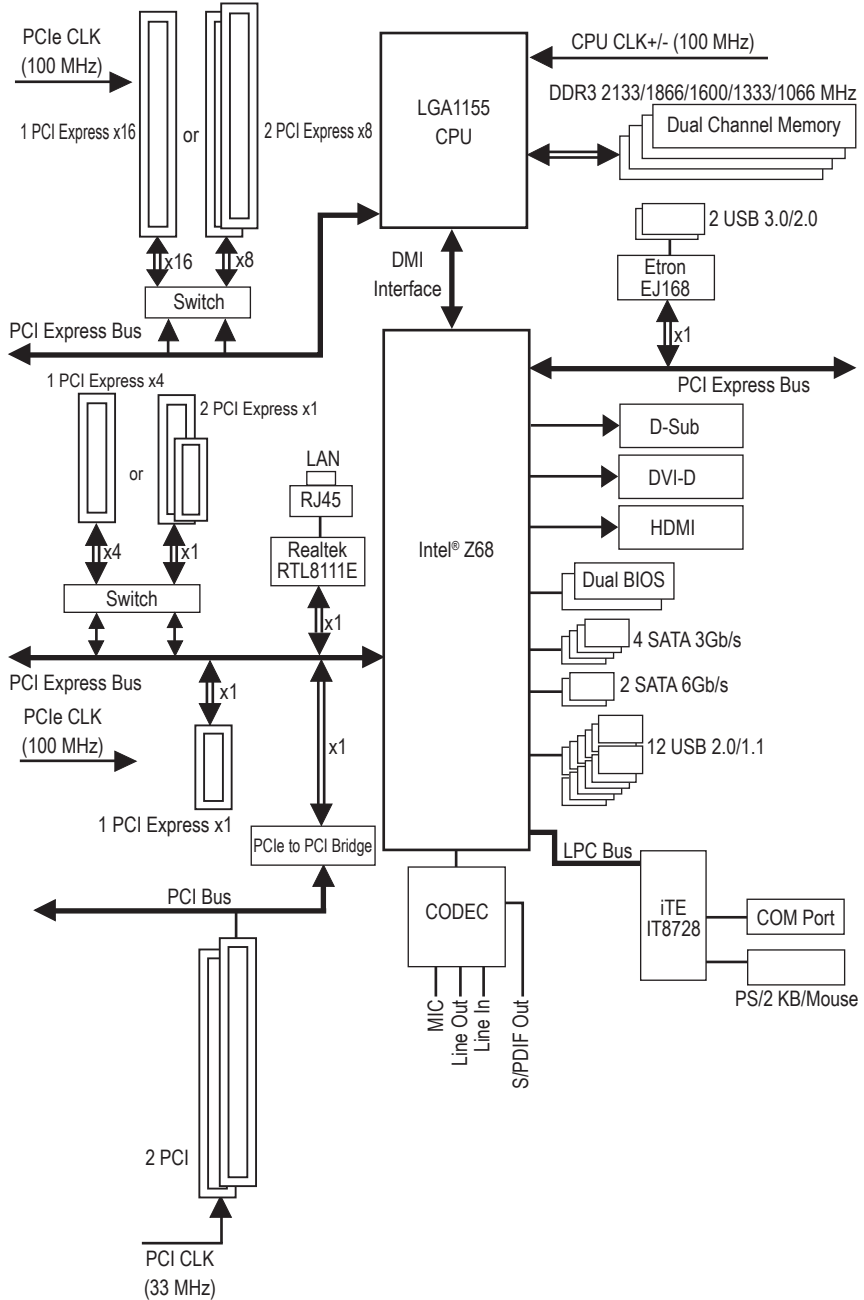 PCIe CLK
(100 MHz)
1 PCI Express x16
or
2 PCI Express x8
x16
x8
Switch
PCI Express Bus
LGA1155
CPU
CPU CLK+/- (100 MHz)
DDR3 2133/1866/1600/1333/1066 MHz
Dual Channel Memory
DMI
Interface
2 USB 3.0/2.0
Etron
EJ168
x1
PCI Express Bus
1 PCI Express x4
or
2 PCI Express x1
x4
x1
Switch
LAN
RJ45
Realtek
RTL8111E
x1
PCI Express Bus
PCIe CLK
(100 MHz)
x1
1 PCI Express x1
x1
PCIe to PCI Bridge
PCI Bus
2 PCI
PCI CLK
(33 MHz)
Intel® Z68
D-Sub
DVI-D
HDMI
Dual BIOS
4 SATA 3Gb/s
2 SATA 6Gb/s
12 USB 2.0/1.1
LPC Bus
iTE
IT8728
COM Port
PS/2 KB/Mouse
CODEC
MIC
Line Out
Line In
S/PDIF Out